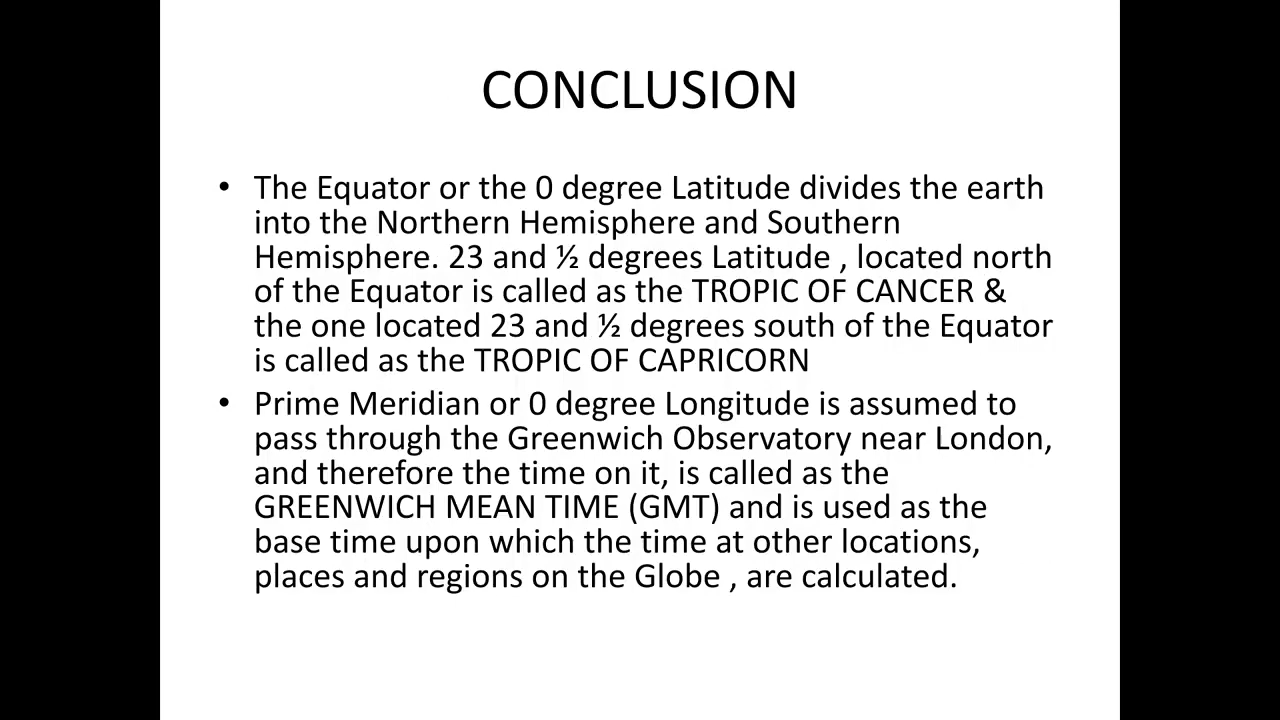 CONCLUSION
• The Equator or the 0 degree Latitude divides the earth
into the Northern Hemisphere and Southern
Hemisphere. 23 and ½ degrees Latitude , located north
of the Equator is called as the TROPIC OF CANCER &
the one located 23 and ½ degrees south of the Equator
is called as the TROPIC OF CAPRICORN
• Prime Meridian or 0 degree Longitude is assumed to
pass through the Greenwich Observatory near London,
and therefore the time on it, is called as the
GREENWICH MEAN TIME (GMT) and is used as the
base time upon which the time at other locations,
places and regions on the Globe , are calculated.